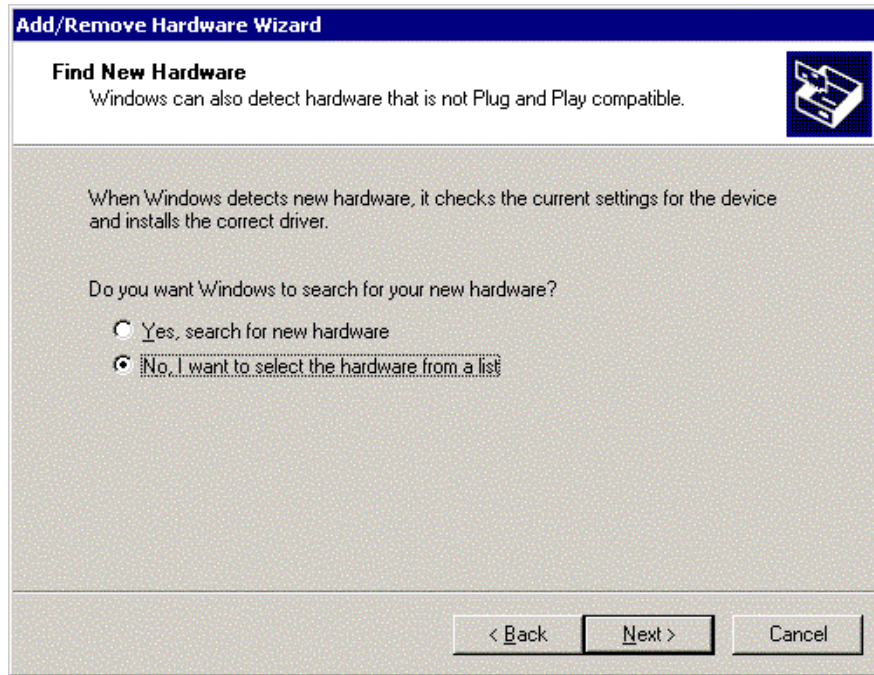 Add/Remove Hardware Wizard
Find New Hardware
Windows can also detect hardware that is not Plug and Play compatible.
When Windows detects new hardware, it checks the current settings for the device
and installs the correct driver.
Do you want Windows to search for your new hardware?
Yes, search for new hardware
No, I want to select the hardware from a list
< Back Next > Cancel